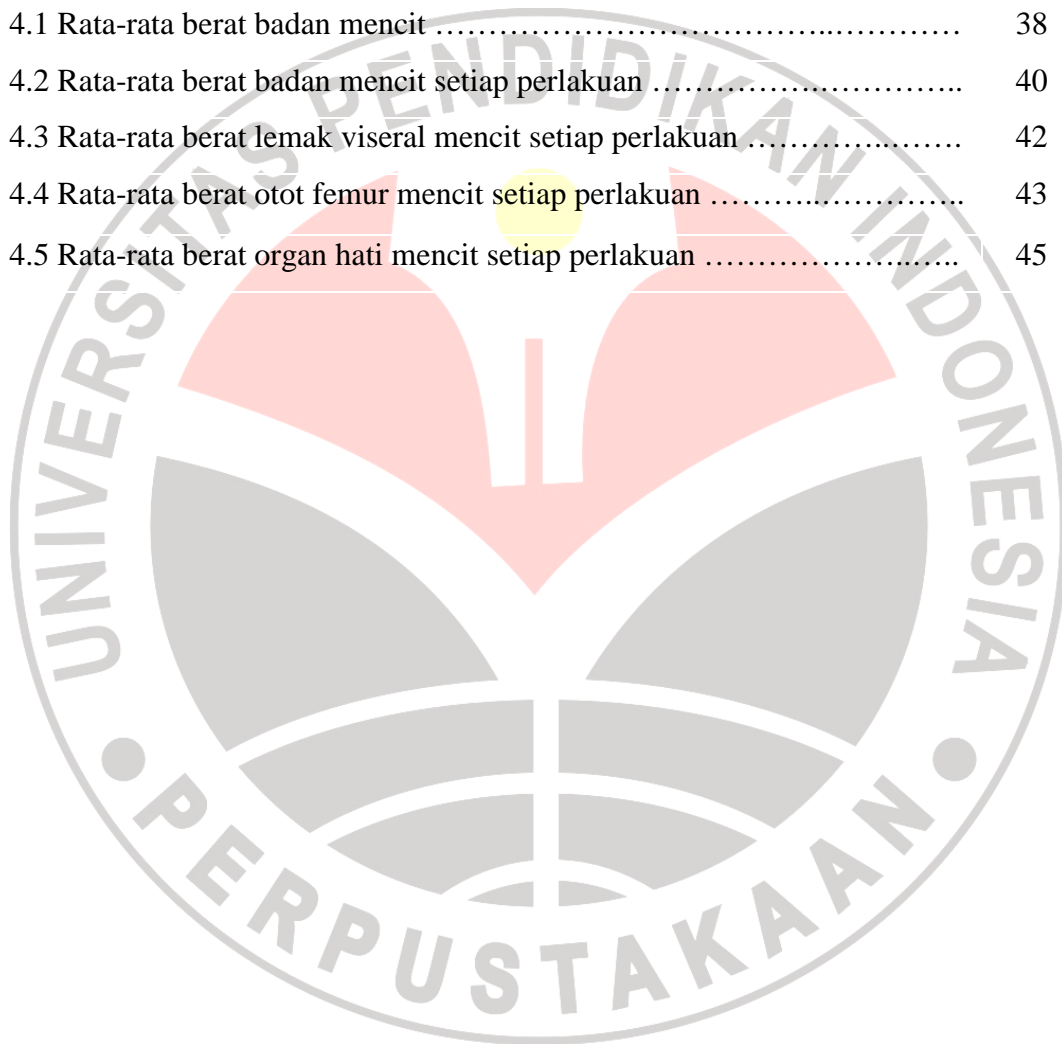 4.1 Rata-rata berat badan mencit ……………………………………………… 38
4.2 Rata-rata berat badan mencit setiap perlakuan ………………………….. 40
4.3 Rata-rata berat lemak viseral mencit setiap perlakuan …………………. 42
4.4 Rata-rata berat otot femur mencit setiap perlakuan …………………….. 43
4.5 Rata-rata berat organ hati mencit setiap perlakuan …………………….. 45
UNIVERSITAS PENDIDIKAN INDONESIA
PERPUSTAKAAN